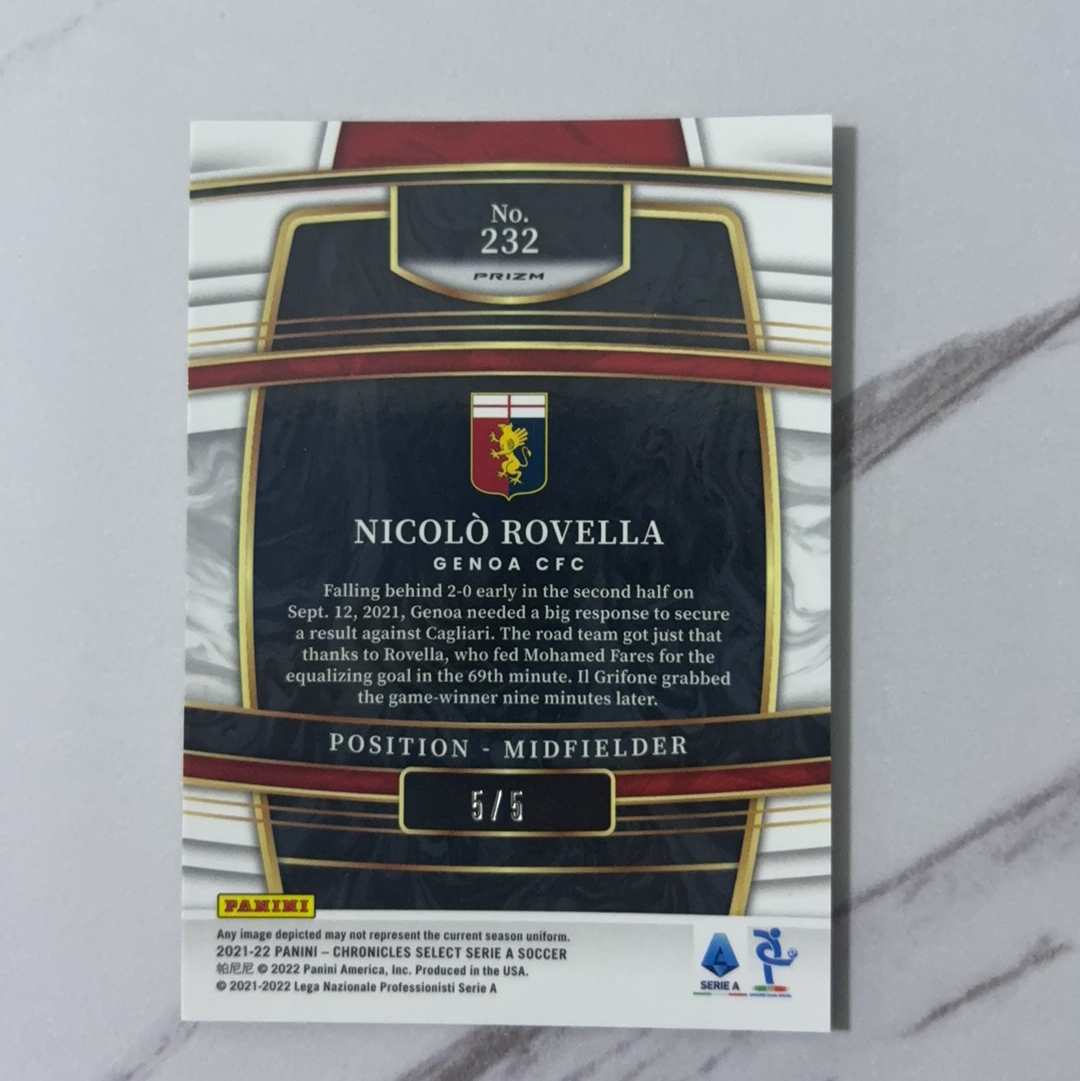 No.
232
PRIZM
NICOLÒ ROVELLA
GENOA CFC
Falling behind 2-0 early in the second half on
Sept. 12, 2021, Genoa needed a big response to secure
a result against Cagliari. The road team got just that
thanks to Rovella, who fed Mohamed Fares for the
equalizing goal in the 69th minute. Il Grifone grabbed
the game-winner nine minutes later.
POSITION - MIDFIELDER
5/5
PANINI
Any image depicted may not represent the current season uniform.
2021-22 PANINI – CHRONICLES SELECT SERIE A SOCCER
帕尼尼 © 2022 Panini America, Inc. Produced in the USA.
© 2021-2022 Lega Nazionale Professionisti Serie A
SERIE A